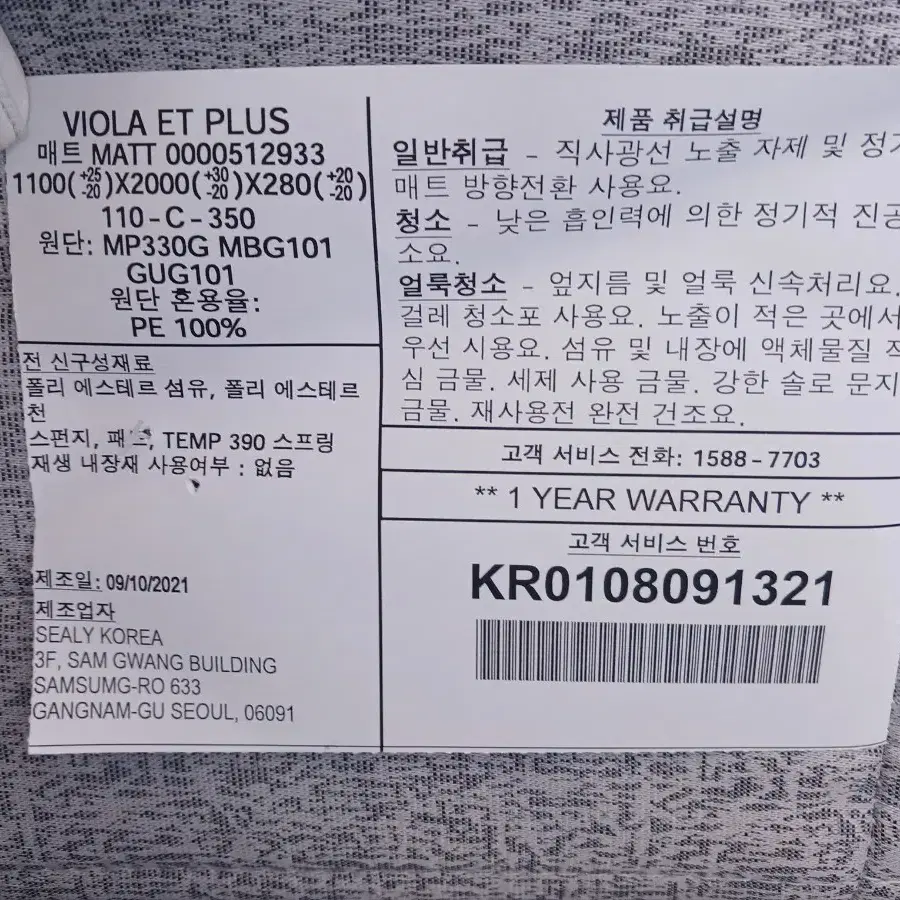 VIOLA ET PLUS
매트 MATT 0000512933
1100(+25-20)X2000(+30-20)X280(+20-20)
110-C-350
원단: MP330G MBG101
GUG101
원단 혼용율:
PE 100%
전 신구성재료
폴리 에스테르 섬유, 폴리 에스테르
천
스펀지, TEMP 390 스프링
재생 내장재 사용여부 : 없음
제조일: 09/10/2021
제조업자
SEALY KOREA
3F, SAM GWANG BUILDING
SAMSUMG-RO 633
GANGNAM-GU SEOUL, 06091
제품 취급설명
일반취급 - 직사광선 노출 자제 및
매트 방향전환 사용요.
청소 - 낮은 흡인력에 의한 정기적
소요.
얼룩청소 - 엎지름 및 얼룩 신속처리요.
걸레 청소포 사용요. 노출이 적은 곳에서
우선 시용요. 섬유 및 내장에 액체물질
심 금물. 세제 사용 금물. 강한 솔로
금물. 재사용전 완전 건조요.
고객 서비스 전화: 1588-7703
** 1 YEAR WARRANTY **
고객 서비스 번호
KR0108091321